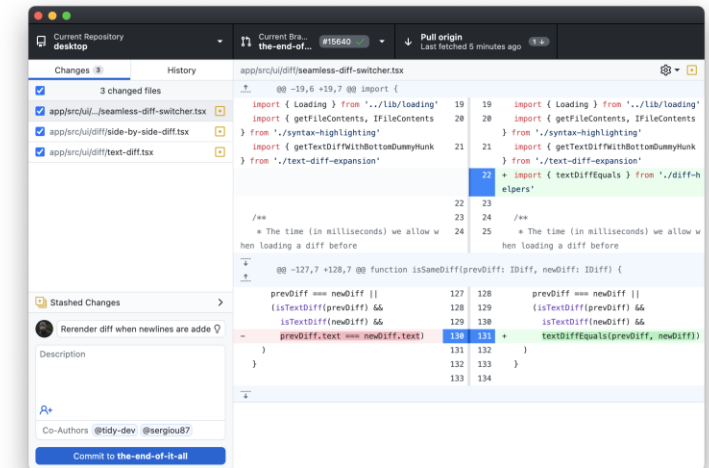 Current Repository
desktop
Current Bra...
the-end-of...
#15640
Pull origin
Last fetched 5 minutes ago
1
Changes 3
History
app/src/ui/diff/seamless-diff-switcher.tsx
3 changed files
app/src/ui/.../seamless-diff-switcher.tsx
app/src/ui/diff/side-by-side-diff.tsx
app/src/ui/diff/text-diff.tsx
Stashed Changes
Rerender diff when newlines are adde
Description
Co-Authors @tidy-dev @sergiou87
Commit to the-end-of-it-all
@@ -19,6 +19,7 @@ import {
import { Loading } from '../lib/loading' 19 19 import { Loading } from '../lib/loading'
import { getFileContents, IFileContents 20 20 import { getFileContents, IFileContents
} from './syntax-highlighting' } from './syntax-highlighting'
import { getTextDiffWithBottomDummyHunk 21 21 import { getTextDiffWithBottomDummyHunk
} from './text-diff-expansion' } from './text-diff-expansion'
22 + import { textDiffEquals } from './diff-h
elpers'
22 23
/** 23 24 /**
* The time (in milliseconds) we allow w 24 25 * The time (in milliseconds) we allow w
hen loading a diff before hen loading a diff before
@@ -127,7 +128,7 @@ function isSameDiff(prevDiff: IDiff, newDiff: IDiff) {
prevDiff === newDiff || 127 128 prevDiff === newDiff ||
(isTextDiff(prevDiff) && 128 129 (isTextDiff(prevDiff) &&
isTextDiff(newDiff) && 129 130 isTextDiff(newDiff) &&
- prevDiff.text === newDiff.text) 130 131 + textDiffEquals(prevDiff, newDiff))
) 131 132 )
} 132 133 }
133 134